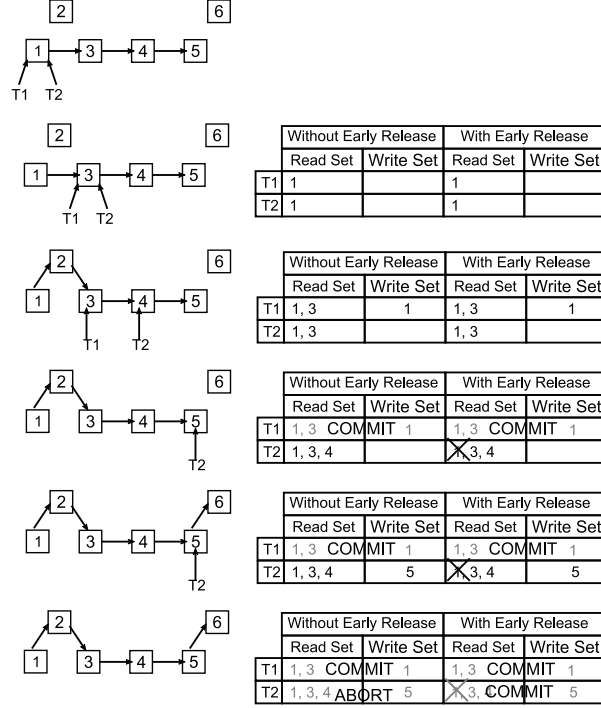 2 6
1 3 4 5
T1 T2
2 6
1 3 4 5
T1 T2
Without Early Release With Early Release
Read Set Write Set Read Set Write Set
T1 1 1
T2 1 1
2 6
1 3 4 5
T1 T2
Without Early Release With Early Release
Read Set Write Set Read Set Write Set
T1 1, 3 1 1, 3 1
T2 1, 3 1, 3
2 6
1 3 4 5
T2
Without Early Release With Early Release
Read Set Write Set Read Set Write Set
T1 1, 3 COMMIT 1 1, 3 COMMIT 1
T2 1, 3, 4 1, 3, 4
2 6
1 3 4 5
T2
Without Early Release With Early Release
Read Set Write Set Read Set Write Set
T1 1, 3 COMMIT 1 1, 3 COMMIT 1
T2 1, 3, 4 5 1, 3, 4 5
2 6
1 3 4 5
Without Early Release With Early Release
Read Set Write Set Read Set Write Set
T1 1, 3 COMMIT 1 1, 3 COMMIT 1
T2 1, 3, 4 ABORT 5 1, 3, 4 COMMIT 5